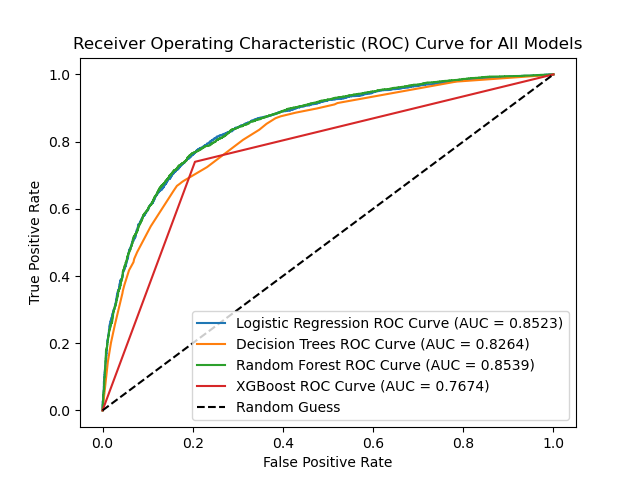 Receiver Operating Characteristic (ROC) Curve for All Models
1.0
0.8
0.6
0.4
0.2
0.0
True Positive Rate
Logistic Regression ROC Curve (AUC = 0.8523)
Decision Trees ROC Curve (AUC = 0.8264)
Random Forest ROC Curve (AUC = 0.8539)
XGBoost ROC Curve (AUC = 0.7674)
Random Guess
0.0 0.2 0.4 0.6 0.8 1.0
False Positive Rate